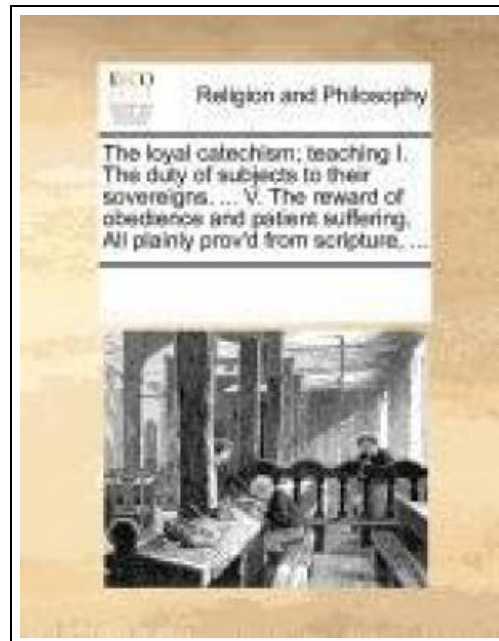 ECCO
Religion and Philosophy
The loyal catechism; teaching I.
The duty of subjects to their
sovereigns. ... V. The reward of
obedience and patient suffering.
All plainly prov'd from scripture, ...